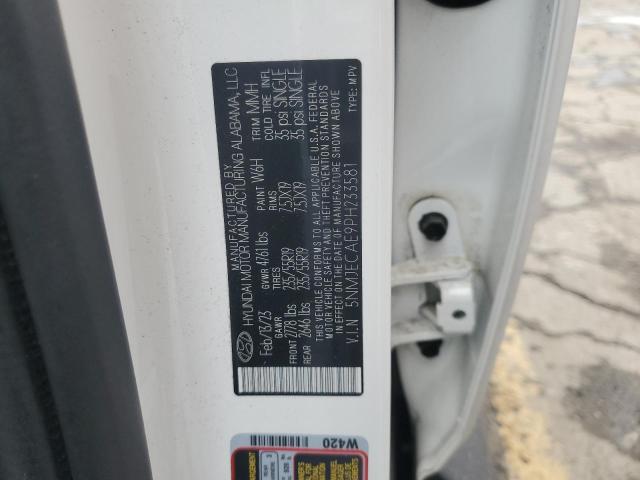 MANUFACTURED BY
HYUNDAI MOTOR MANUFACTURING ALABAMA, LLC
Feb/13/23 GVWR 4761 lbs PAINT W6H TRIM MMH
GAWR TIRES RIMS COLD TIRE INFL
FRONT 2778 lbs 235/55R19 7.5JX19 35 psi SINGLE
REAR 2646 lbs 235/55R19 7.5JX19 35 psi SINGLE
THIS VEHICLE CONFORMS TO ALL APPLICABLE U.S.A. FEDERAL
MOTOR VEHICLE SAFETY AND THEFT PREVENTION STANDARDS
IN EFFECT ON THE DATE OF MANUFACTURE SHOWN ABOVE
V.I.N 5NMJECAE9PH233581 TYPE: MPV
W420